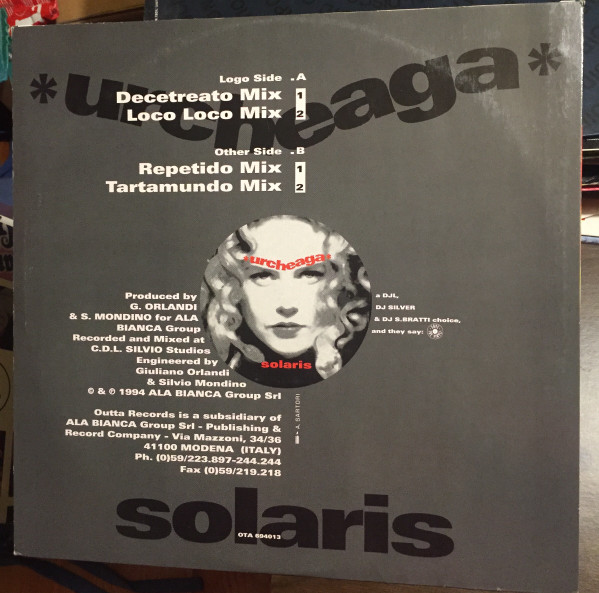 *urcheaga*
Logo Side .A
Decetreato Mix 1
Loco Loco Mix 2
Other Side .B
Repetido Mix 1
Tartamundo Mix 2
*urcheaga*
solaris
Produced by
G. ORLANDI
& S. MONDINO for ALA
BIANCA Group
Recorded and Mixed at
C.D.L. SILVIO Studios
Engineered by
Giuliano Orlandi
& Silvio Mondino
© & ℗ 1994 ALA BIANCA Group Srl
a DJL,
DJ SILVER
& DJ S.BRATTI choice,
and they say:
A. SARTORI
Outta Records is a subsidiary of
ALA BIANCA Group Srl - Publishing &
Record Company - Via Mazzoni, 34/36
41100 MODENA (ITALY)
Ph. (0)59/223.897-244.244
Fax (0)59/219.218
solaris
OTA 694013